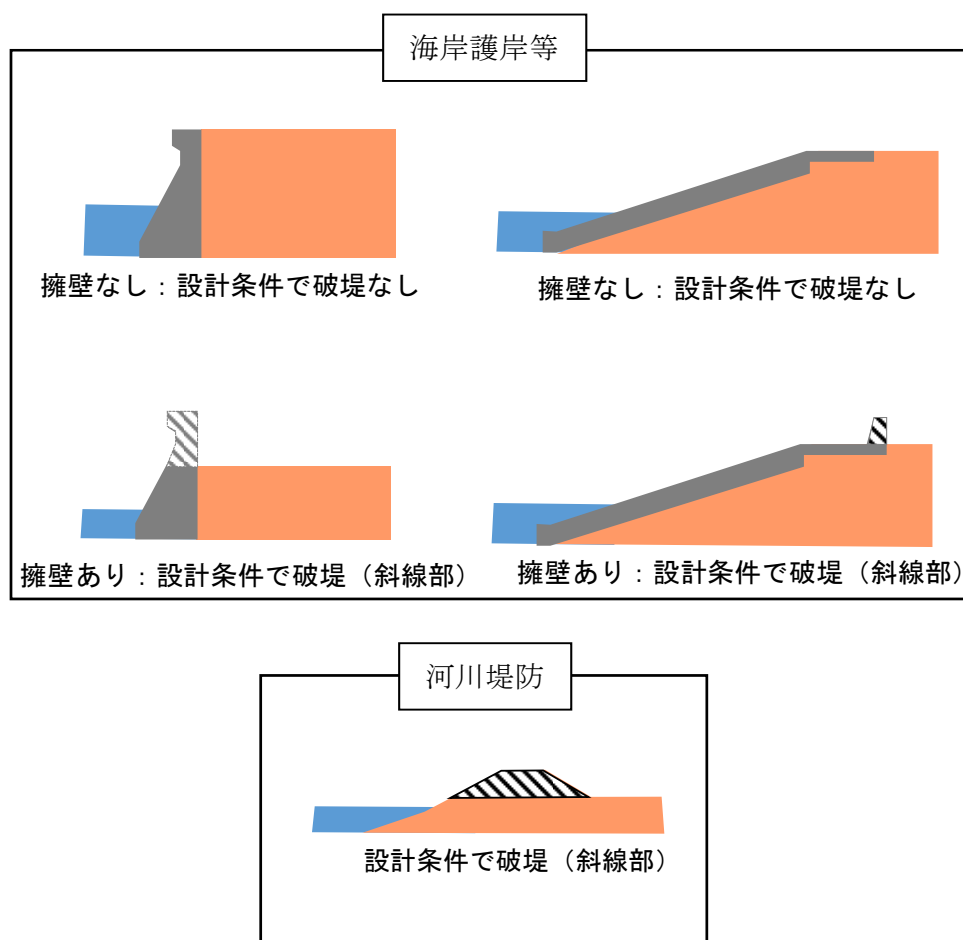 海岸護岸等
擁壁なし：設計条件で破堤なし
擁壁なし：設計条件で破堤なし
擁壁あり：設計条件で破堤（斜線部）
擁壁あり：設計条件で破堤（斜線部）
河川堤防
設計条件で破堤（斜線部）